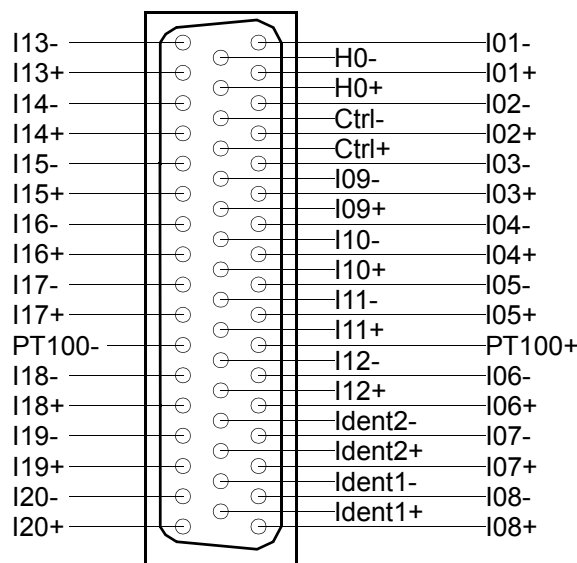 I13-
I13+
I14-
I14+
I15-
I15+
I16-
I16+
I17-
I17+
PT100-
I18-
I18+
I19-
I19+
I20-
I20+
H0-
H0+
Ctrl-
Ctrl+
I09-
I09+
I10-
I10+
I11-
I11+
I12-
I12+
Ident2-
Ident2+
Ident1-
Ident1+
I01-
I01+
I02-
I02+
I03-
I03+
I04-
I04+
I05-
I05+
PT100+
I06-
I06+
I07-
I07+
I08-
I08+